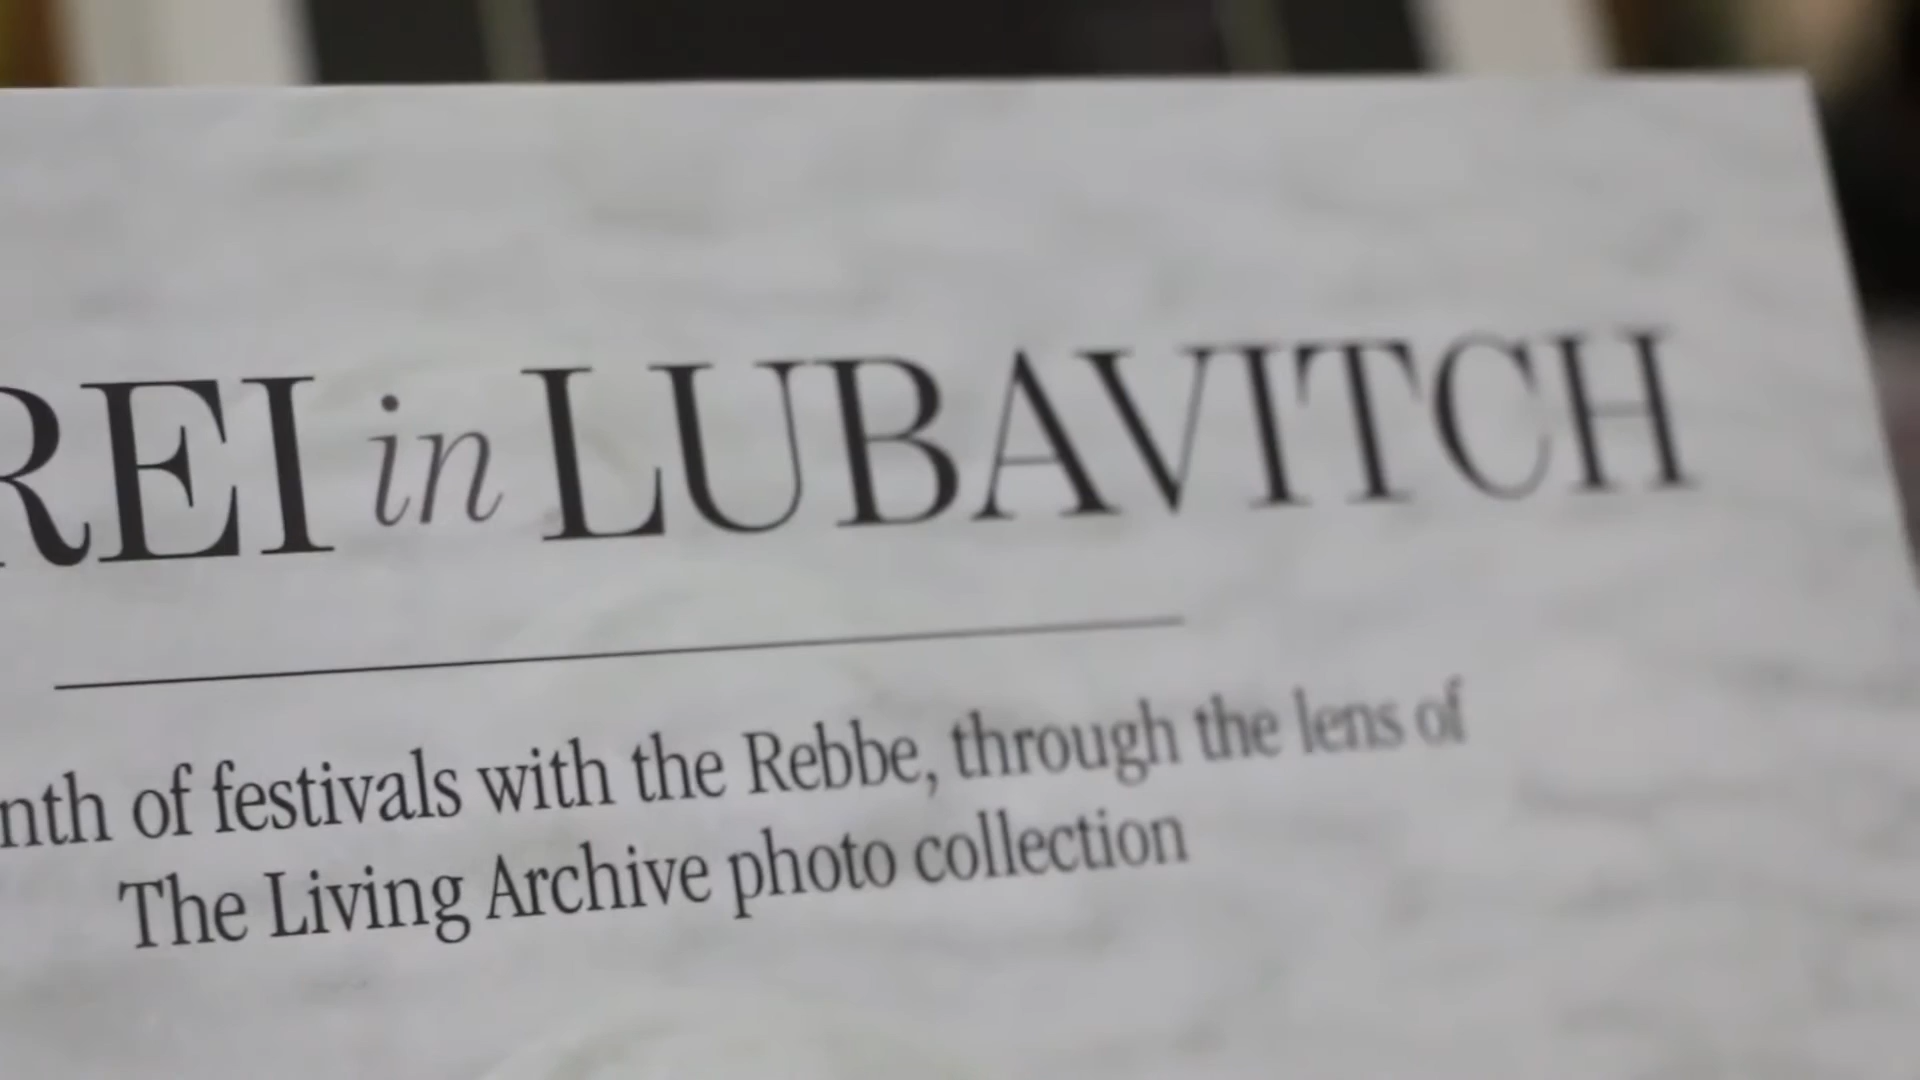 REI in LUBAVITCH
nth of festivals with the Rebbe, through the lens of
The Living Archive photo collection